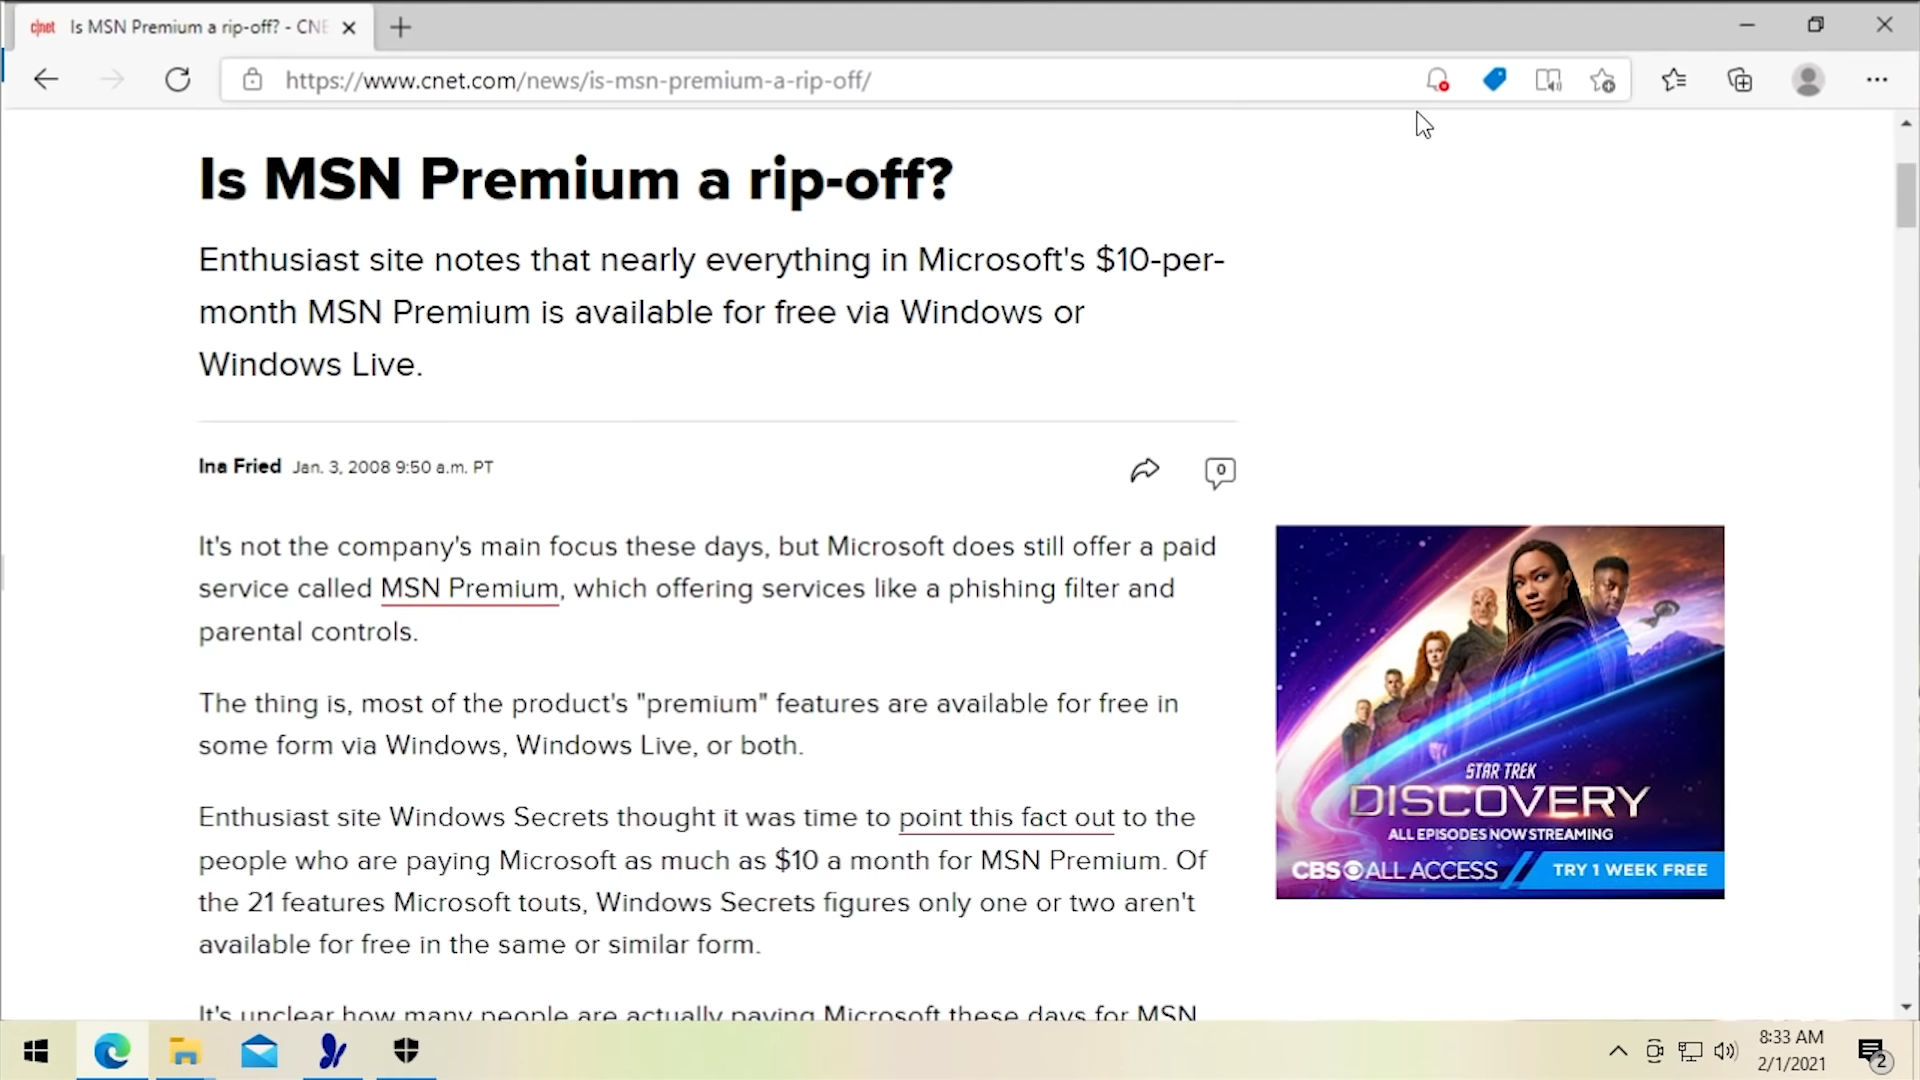 c|net Is MSN Premium a rip-off? - CNE
https://www.cnet.com/news/is-msn-premium-a-rip-off/
Is MSN Premium a rip-off?
Enthusiast site notes that nearly everything in Microsoft's $10-per-
month MSN Premium is available for free via Windows or
Windows Live.
Ina Fried Jan. 3, 2008 9:50 a.m. PT
0
It's not the company's main focus these days, but Microsoft does still offer a paid
service called MSN Premium, which offering services like a phishing filter and
parental controls.
The thing is, most of the product's "premium" features are available for free in
some form via Windows, Windows Live, or both.
Enthusiast site Windows Secrets thought it was time to point this fact out to the
people who are paying Microsoft as much as $10 a month for MSN Premium. Of
the 21 features Microsoft touts, Windows Secrets figures only one or two aren't
available for free in the same or similar form.
It's unclear how many people are actually paying Microsoft these days for MSN
STAR TREK
DISCOVERY
ALL EPISODES NOW STREAMING
CBS ALL ACCESS TRY 1 WEEK FREE
8:33 AM
2/1/2021
2